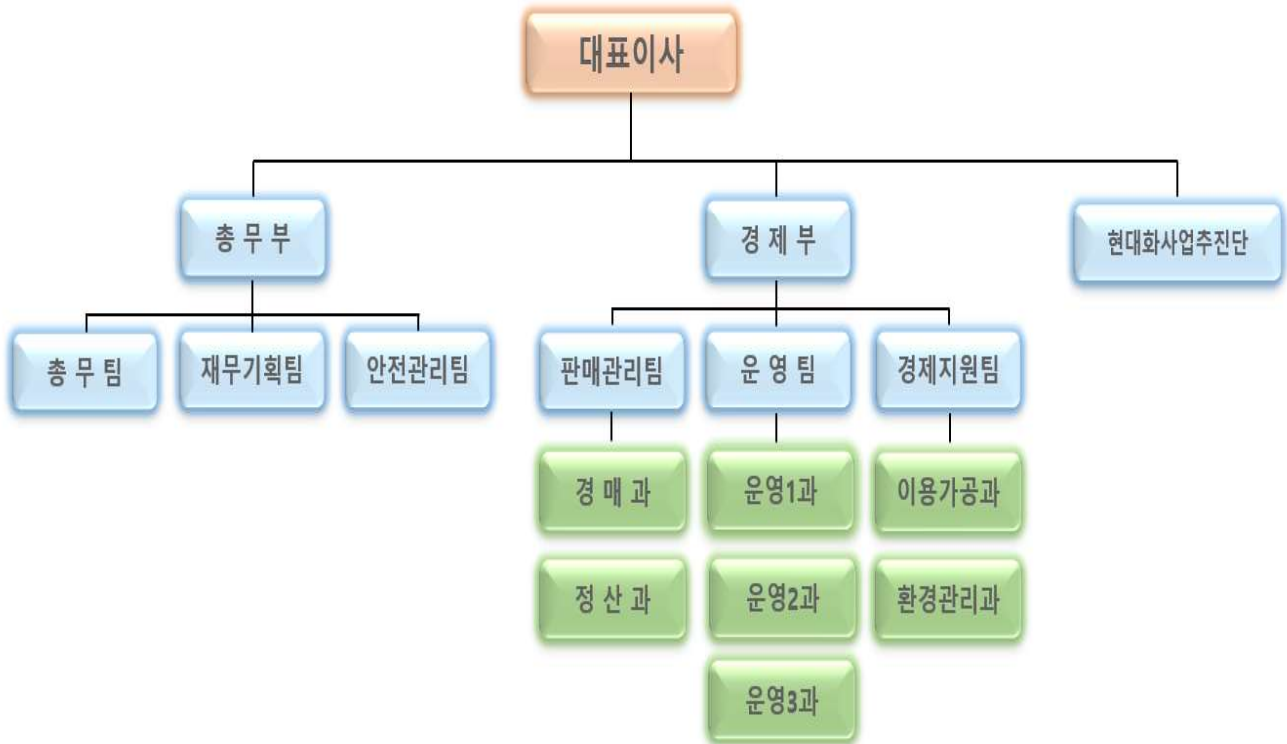 대표이사
총 무 부
경 제 부
현대화사업추진단
총 무 팀
재무기획팀
안전관리팀
판매관리팀
운 영 팀
경제지원팀
경 매 과
운영1과
이용가공과
정 산 과
운영2과
환경관리과
운영3과